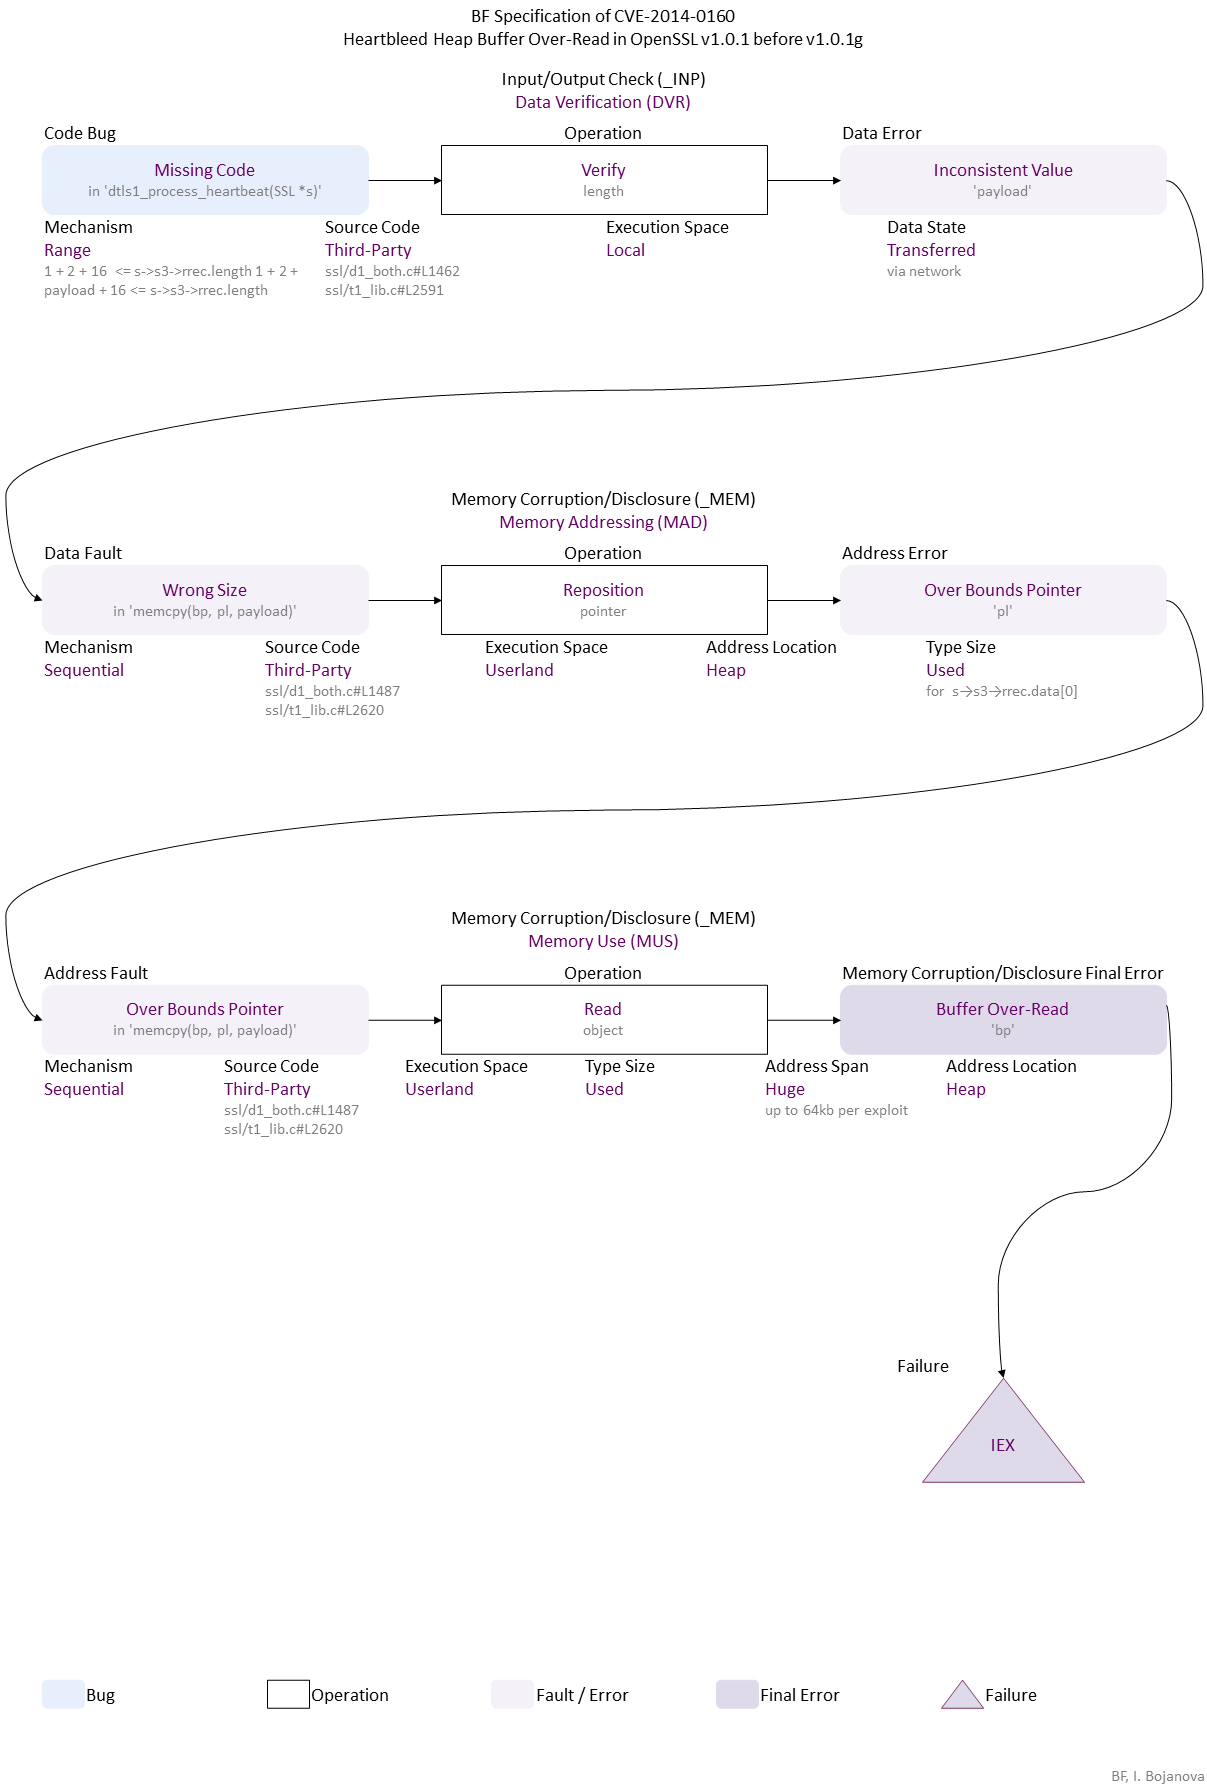 BF Specification of CVE-2014-0160
Heartbleed Heap Buffer Over-Read in OpenSSL v1.0.1 before v1.0.1g
Input/Output Check (_INP)
Data Verification (DVR)
Code Bug
Operation
Data Error
Missing Code
in 'dtls1_process_heartbeat(SSL *s)'
Verify
length
Inconsistent Value
'payload'
Mechanism
Range
1 + 2 + 16 <= s->s3->rrec.length 1 + 2 +
payload + 16 <= s->s3->rrec.length
Source Code
Third-Party
ssl/d1_both.c#L1462
ssl/t1_lib.c#L2591
Execution Space
Local
Data State
Transferred
via network
Memory Corruption/Disclosure (_MEM)
Memory Addressing (MAD)
Data Fault
Operation
Address Error
Wrong Size
in 'memcpy(bp, pl, payload)'
Reposition
pointer
Over Bounds Pointer
'pl'
Mechanism
Sequential
Source Code
Third-Party
ssl/d1_both.c#L1487
ssl/t1_lib.c#L2620
Execution Space
Userland
Address Location
Heap
Type Size
Used
for s→s3→rrec.data[0]
Memory Corruption/Disclosure (_MEM)
Memory Use (MUS)
Address Fault
Operation
Memory Corruption/Disclosure Final Error
Over Bounds Pointer
in 'memcpy(bp, pl, payload)'
Read
object
Buffer Over-Read
'bp'
Mechanism
Sequential
Source Code
Third-Party
ssl/d1_both.c#L1487
ssl/t1_lib.c#L2620
Execution Space
Userland
Type Size
Used
Address Span
Huge
up to 64kb per exploit
Address Location
Heap
Failure
IEX
Bug
Operation
Fault / Error
Final Error
Failure
BF, I. Bojanova